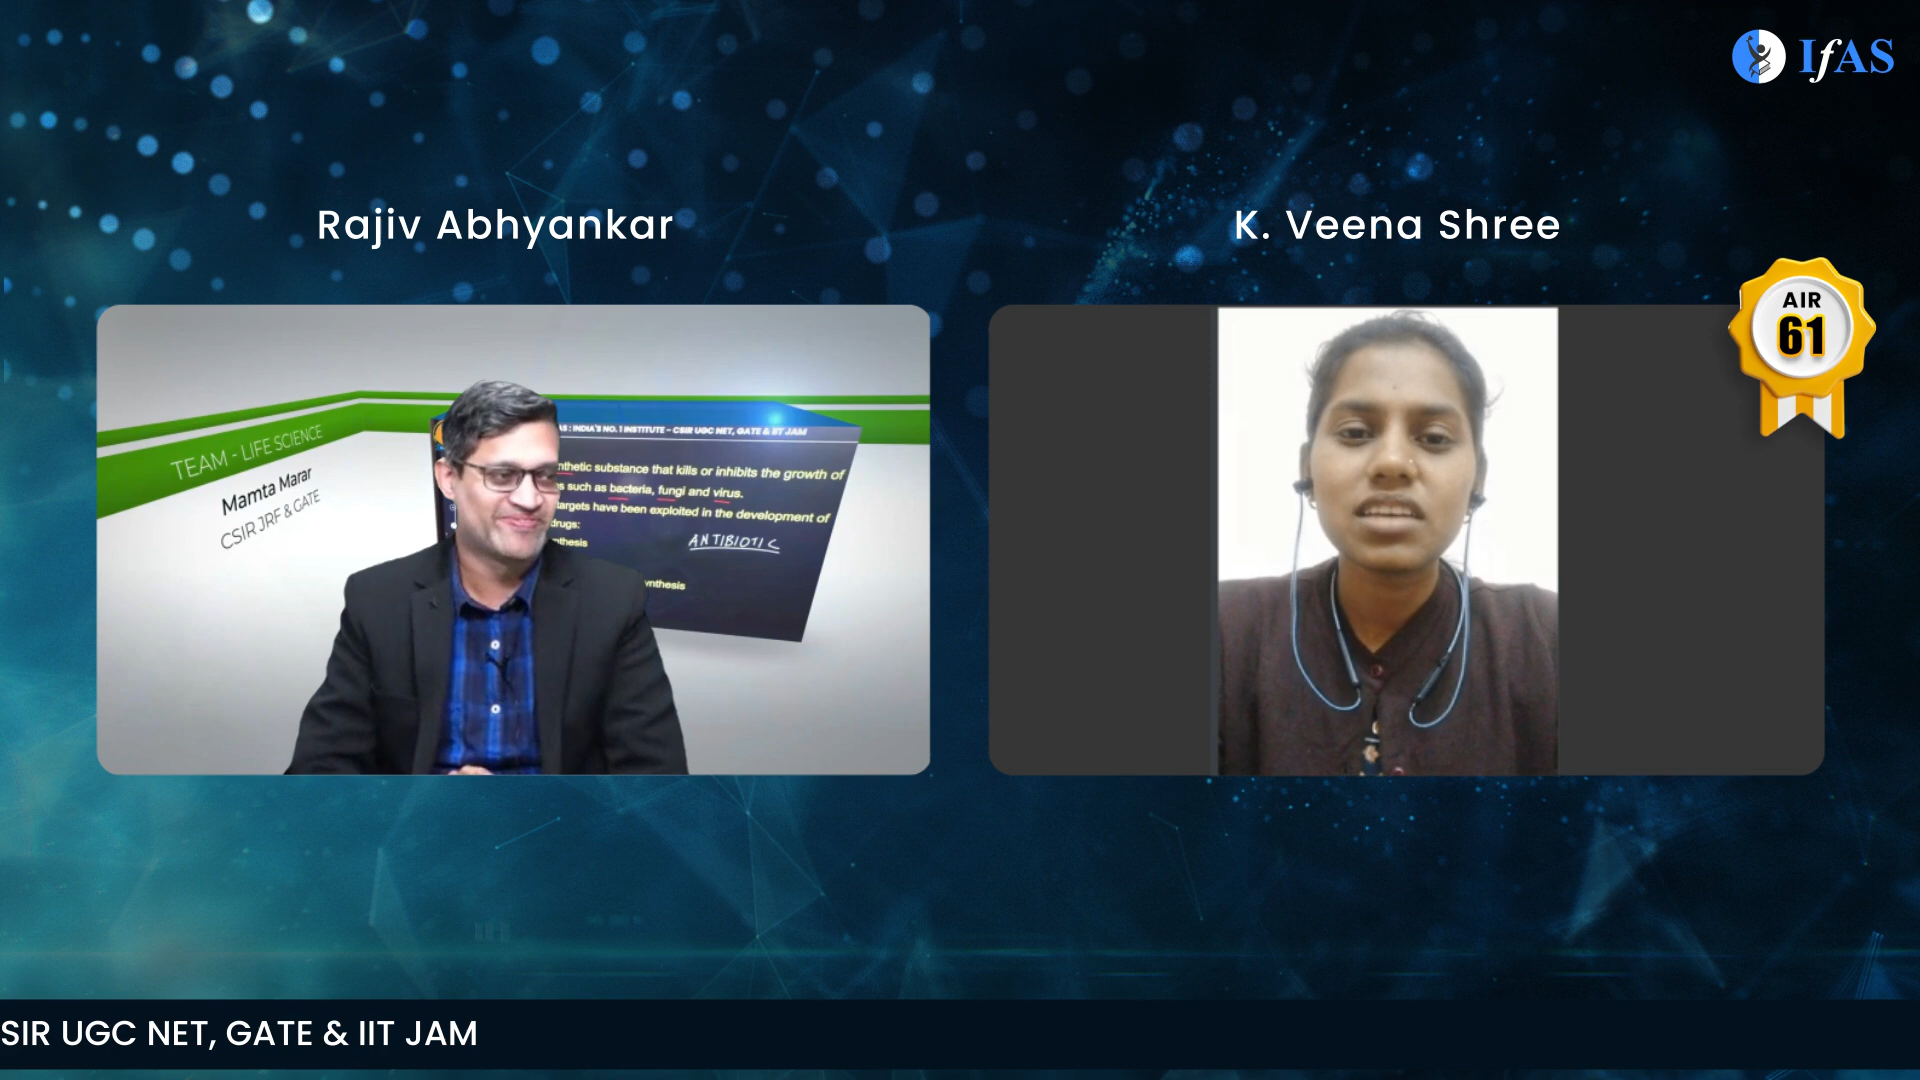 IfAS
Rajiv Abhyankar
K. Veena Shree
AIR
61
TEAM - LIFE SCIENCE
Mamta Marar
CSIR JRF & GATE
: INDIA'S NO. 1 INSTITUTE - CSIR UGC NET, GATE & IIT JAM
nthetic substance that kills or inhibits the growth of
s such as bacteria, fungi and virus.
targets have been exploited in the development of
drugs:
nthesis
ANTIBIOTIC
ynthesis
SIR UGC NET, GATE & IIT JAM